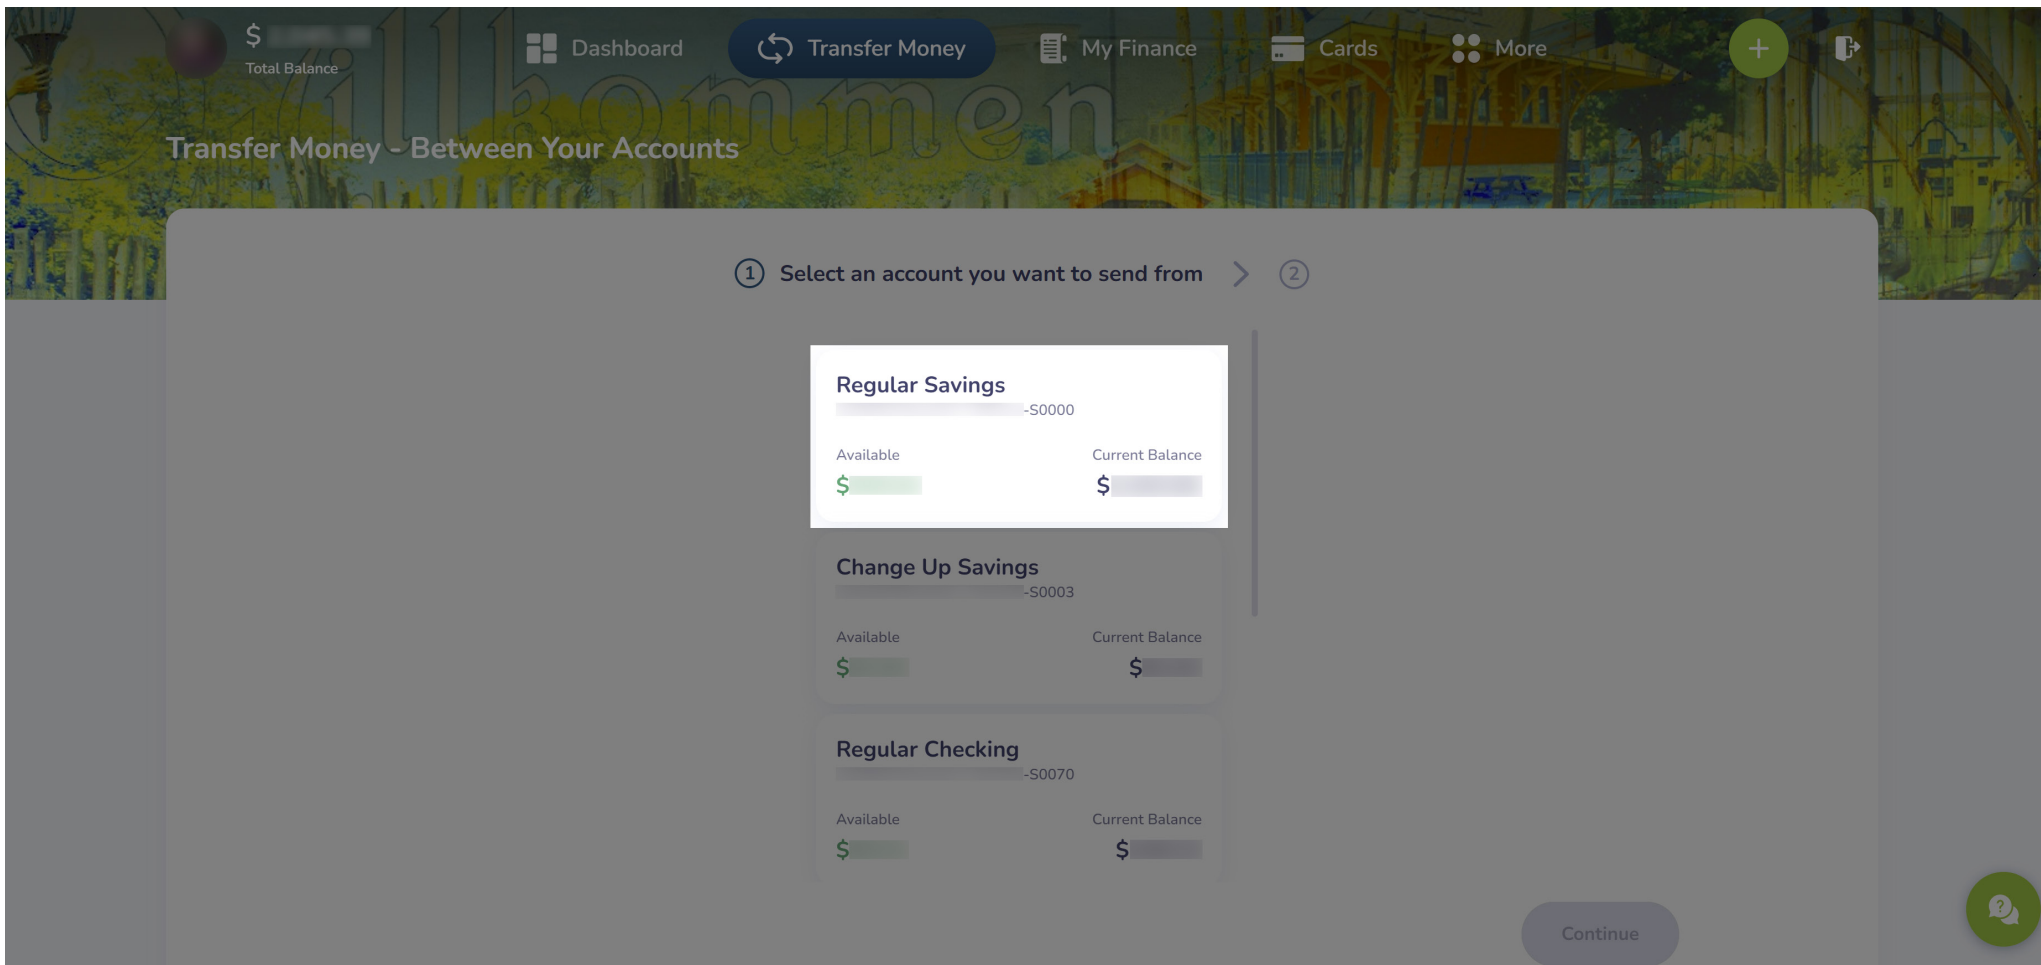 $
Total Balance
Dashboard
Transfer Money
My Finance
Cards
More
Willkommen
Transfer Money - Between Your Accounts
1 Select an account you want to send from 2
Regular Savings
-S0000
Available Current Balance
$ $
Change Up Savings
-S0003
Available Current Balance
$ $
Regular Checking
-S0070
Available Current Balance
$ $
Continue